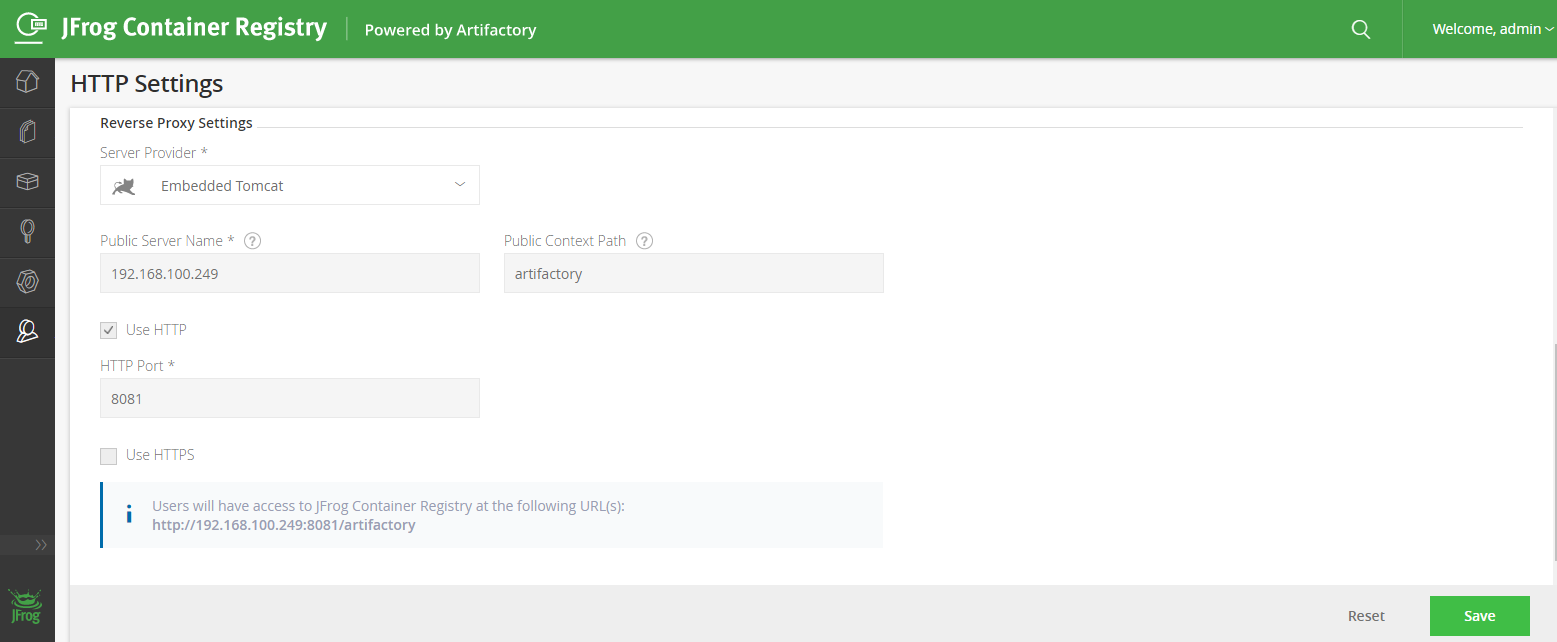 JFrog Container Registry
Powered by Artifactory
Welcome, admin
HTTP Settings
Reverse Proxy Settings
Server Provider *
Embedded Tomcat
Public Server Name * ?
Public Context Path ?
192.168.100.249
artifactory
Use HTTP
HTTP Port *
8081
Use HTTPS
i
Users will have access to JFrog Container Registry at the following URL(s):
http://192.168.100.249:8081/artifactory
JFrog
Reset
Save